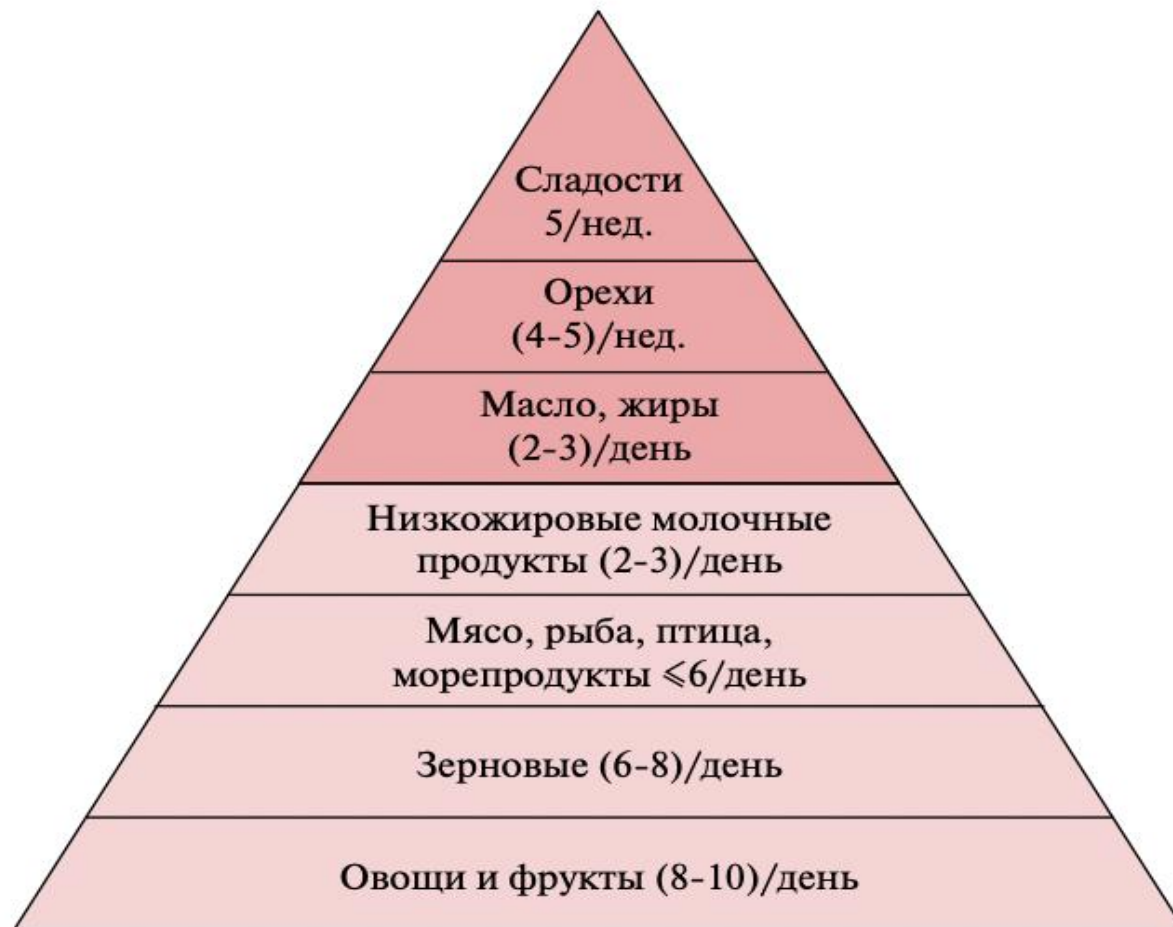 Сладости
5/нед.
Орехи
(4-5)/нед.
Масло, жиры
(2-3)/день
Низкожировые молочные
продукты (2-3)/день
Мясо, рыба, птица,
морепродукты ⩽6/день
Зерновые (6-8)/день
Овощи и фрукты (8-10)/день